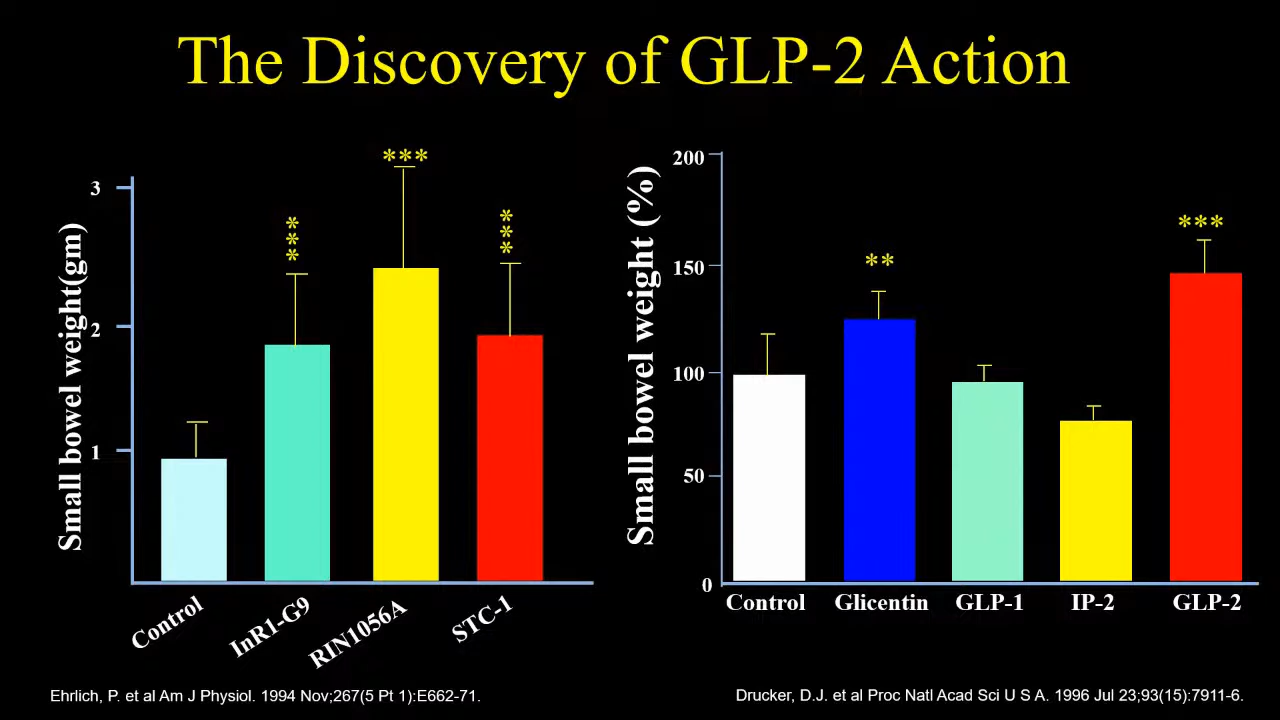 The Discovery of GLP-2 Action
Small bowel weight(gm)
3
2
1
***
***
***
Control
InR1-G9
RIN1056A
STC-1
Small bowel weight (%)
200
150
100
50
0
**
***
Control
Glicentin
GLP-1
IP-2
GLP-2
Ehrlich, P. et al Am J Physiol. 1994 Nov;267(5 Pt 1):E662-71.
Drucker, D.J. et al Proc Natl Acad Sci U S A. 1996 Jul 23;93(15):7911-6.